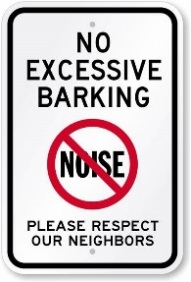 NO
EXCESSIVE
BARKING
NOISE
PLEASE RESPECT
OUR NEIGHBORS